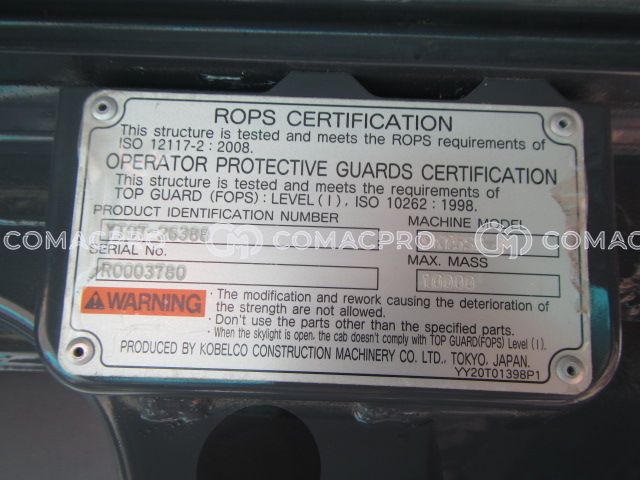 ROPS CERTIFICATION
This structure is tested and meets the ROPS requirements of
ISO 12117-2 : 2008.
OPERATOR PROTECTIVE GUARDS CERTIFICATION
This structure is tested and meets the requirements of
TOP GUARD (FOPS) : LEVEL ( I ), ISO 10262 : 1998.
PRODUCT IDENTIFICATION NUMBER MACHINE MODEL
COMACPRO CM COMACPRO CM COMACPRO
SERIAL No. MAX. MASS
R0003780
WARNING
· The modification and rework causing the deterioration of
the strength are not allowed.
· Don't use the parts other than the specified parts.
· When the skylight is open, the cab doesn't comply with TOP GUARD(FOPS) Level ( I ).
PRODUCED BY KOBELCO CONSTRUCTION MACHINERY CO. LTD., TOKYO, JAPAN.
YY20T01398P1